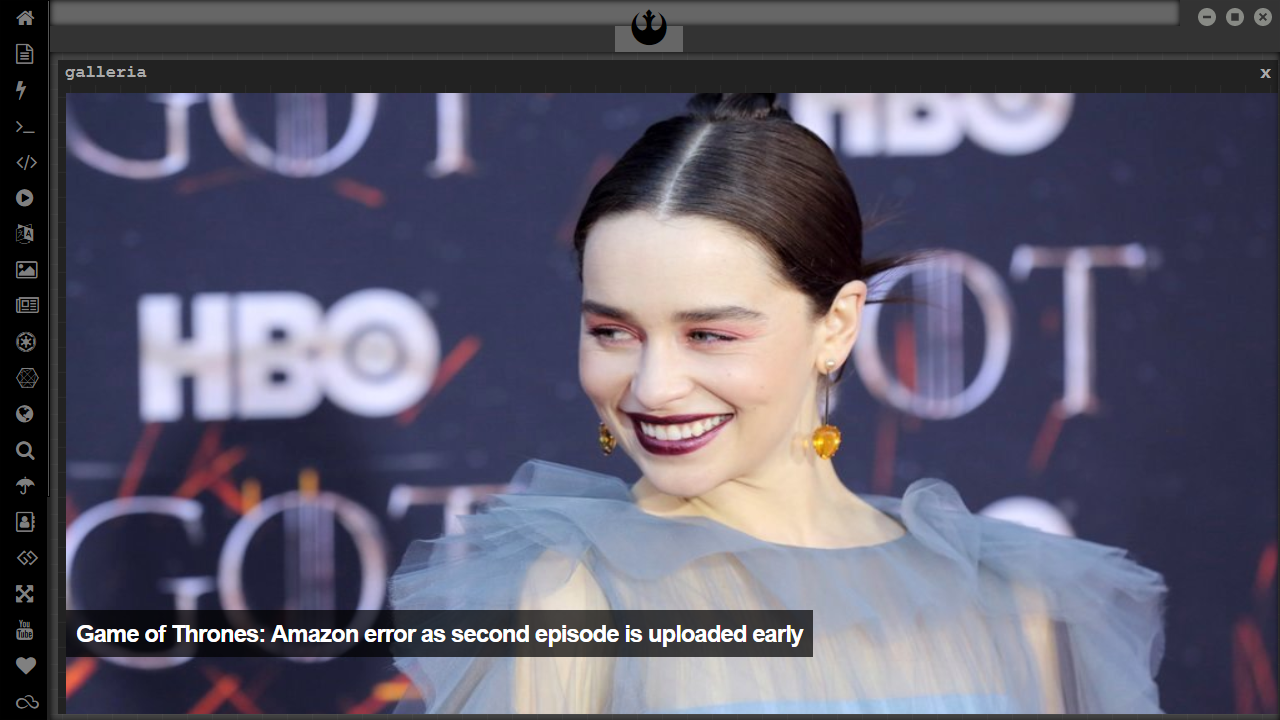 galleria
x
GOT
HBO
HBO
GOT
GOT
Game of Thrones: Amazon error as second episode is uploaded early
You
Tube